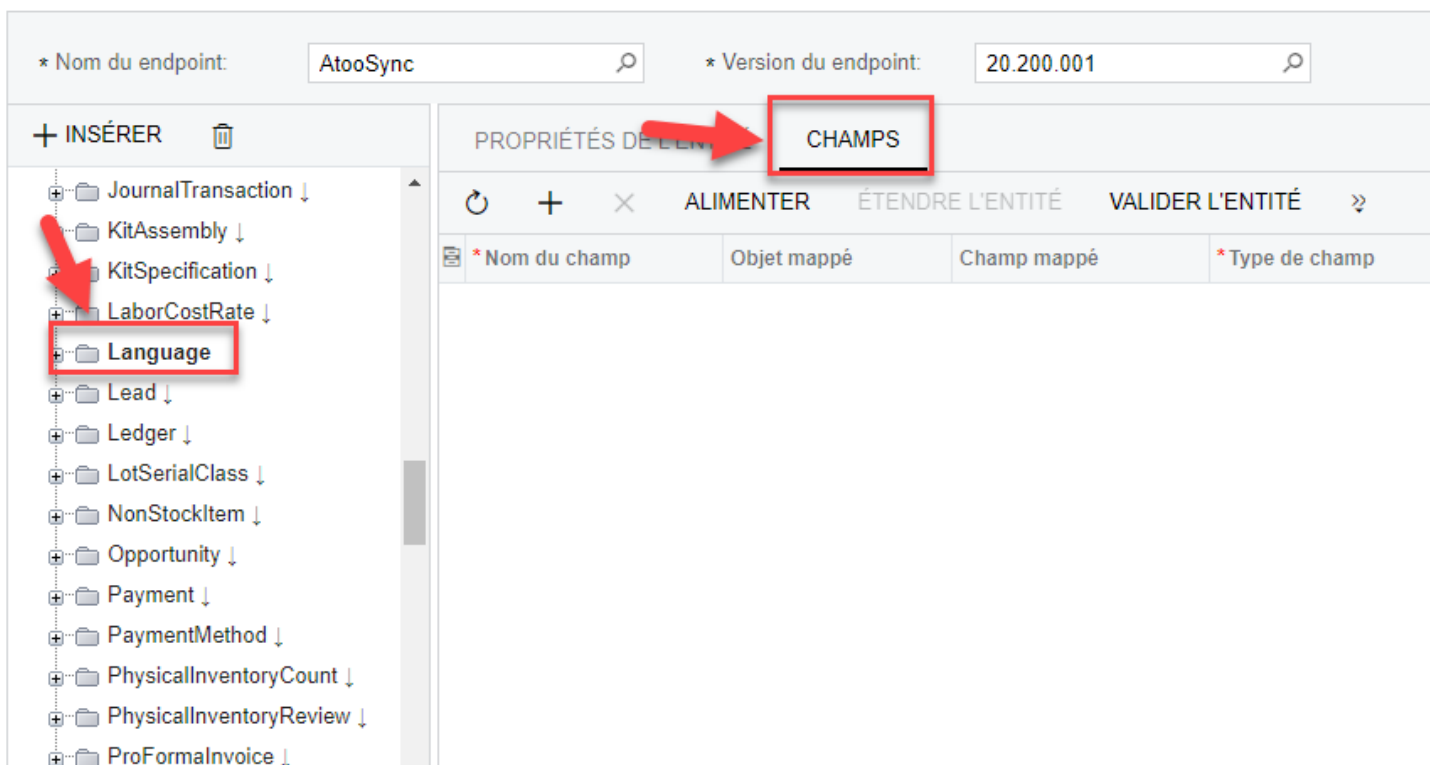 * Nom du endpoint: AtooSync * Version du endpoint: 20.200.001
+ INSÉRER
PROPRIÉTÉS DE L'ENTITÉ CHAMPS
ALIMENTER ÉTENDRE L'ENTITÉ VALIDER L'ENTITÉ
* Nom du champ Objet mappé Champ mappé * Type de champ
JournalTransaction ↓
KitAssembly ↓
KitSpecification ↓
LaborCostRate ↓
Language
Lead ↓
Ledger ↓
LotSerialClass ↓
NonStockItem ↓
Opportunity ↓
Payment ↓
PaymentMethod ↓
PhysicalInventoryCount ↓
PhysicalInventoryReview ↓
ProFormaInvoice ↓